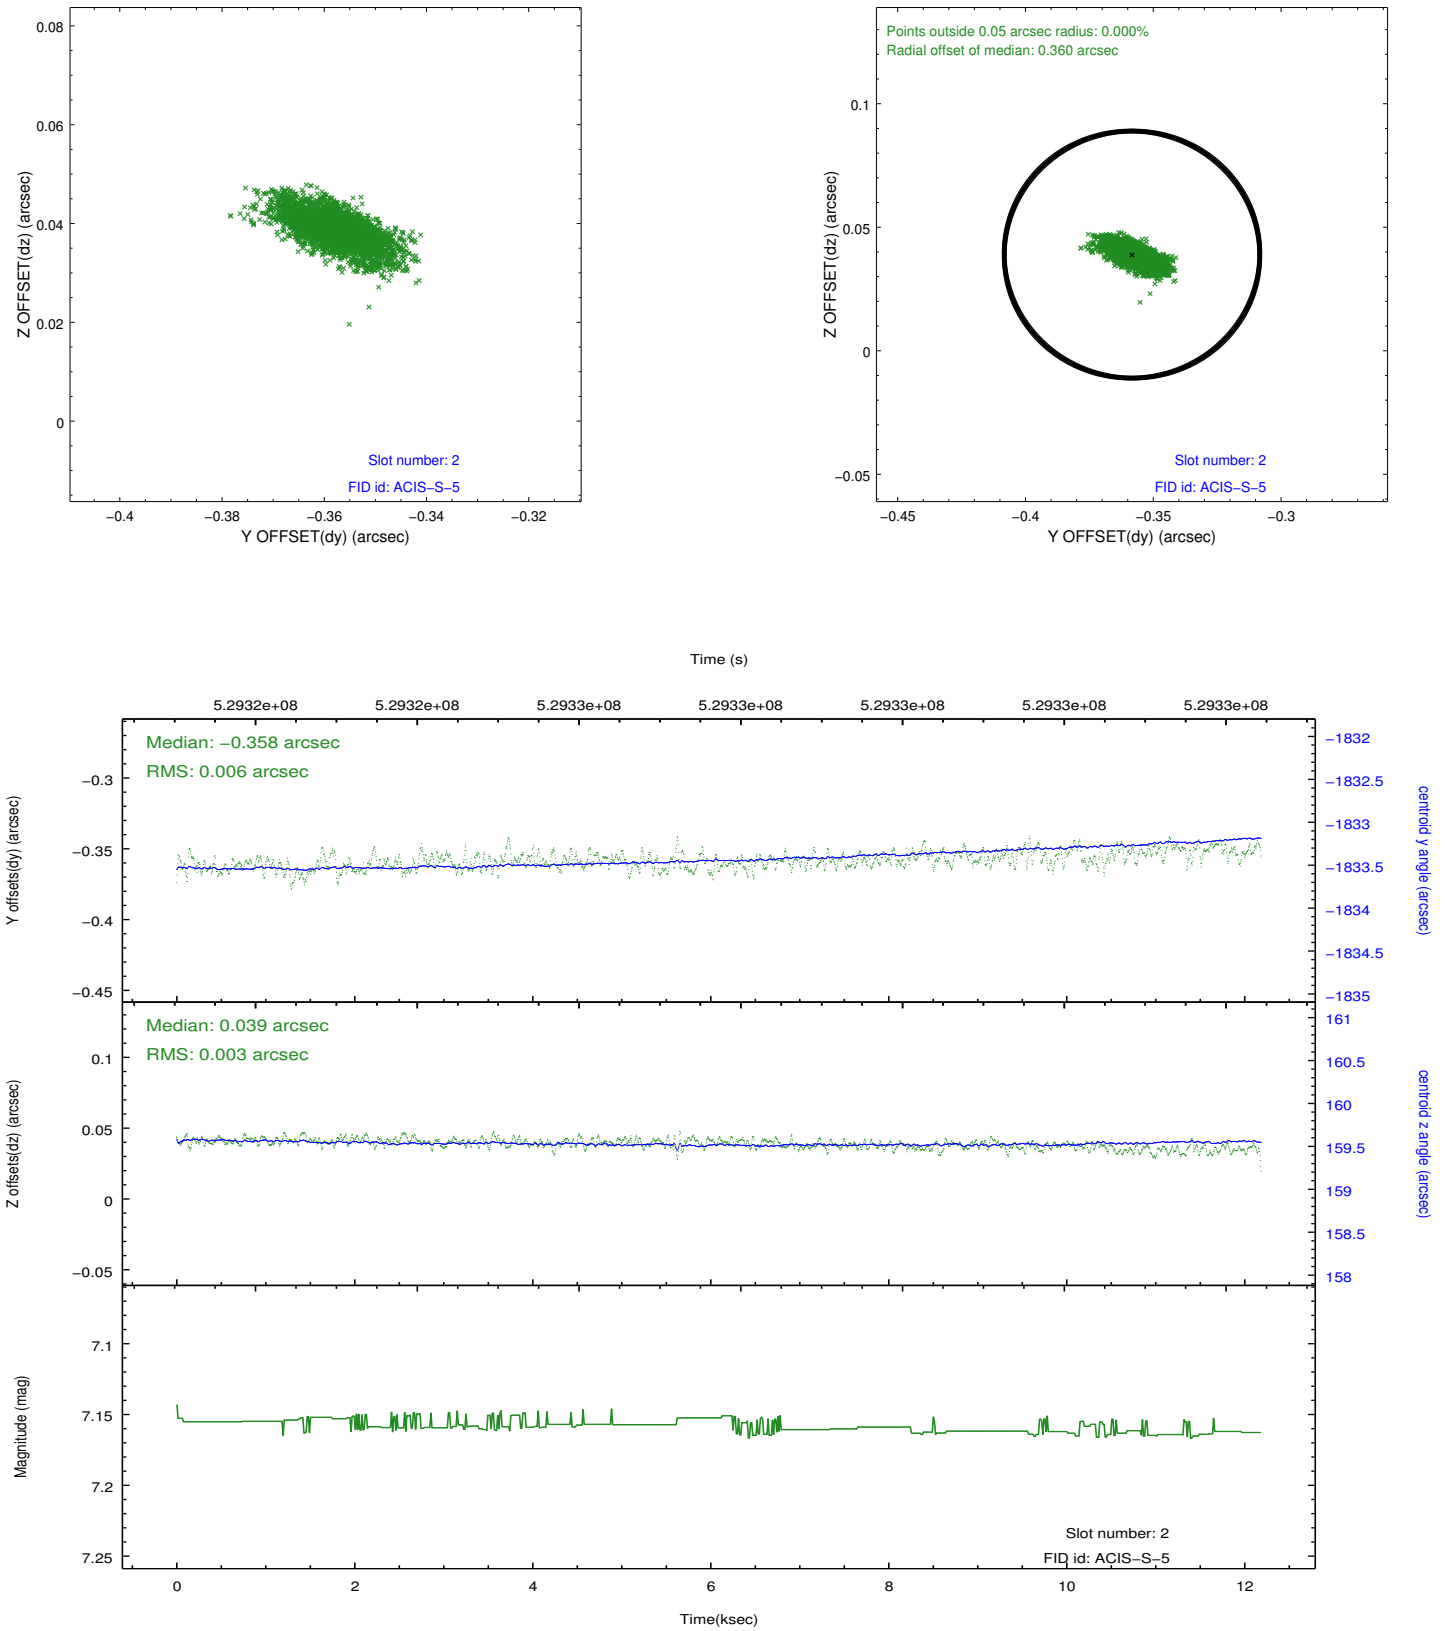 0.08
0.06
0.04
0.02
0
Z OFFSET(dz) (arcsec)
Slot number: 2
FID id: ACIS−S−5
−0.4
−0.38
−0.36
−0.34
−0.32
Y OFFSET(dy) (arcsec)
Points outside 0.05 arcsec radius: 0.000%
Radial offset of median: 0.360 arcsec
0.1
0.05
0
−0.05
Z OFFSET(dz) (arcsec)
Slot number: 2
FID id: ACIS−S−5
−0.45
−0.4
−0.35
−0.3
Y OFFSET(dy) (arcsec)
Time (s)
5.2932e+08
5.2932e+08
5.2933e+08
5.2933e+08
5.2933e+08
5.2933e+08
5.2933e+08
Median: −0.358 arcsec
RMS: 0.006 arcsec
−0.3
−0.35
−0.4
−0.45
Y offsets(dy) (arcsec)
−1832
−1832.5
−1833
−1833.5
−1834
−1834.5
−1835
centroid y angle (arcsec)
Median: 0.039 arcsec
RMS: 0.003 arcsec
0.1
0.05
0
−0.05
Z offsets(dz) (arcsec)
161
160.5
160
159.5
159
158.5
158
centroid z angle (arcsec)
7.1
7.15
7.2
7.25
Magnitude (mag)
Slot number: 2
FID id: ACIS−S−5
0
2
4
6
8
10
12
Time(ksec)